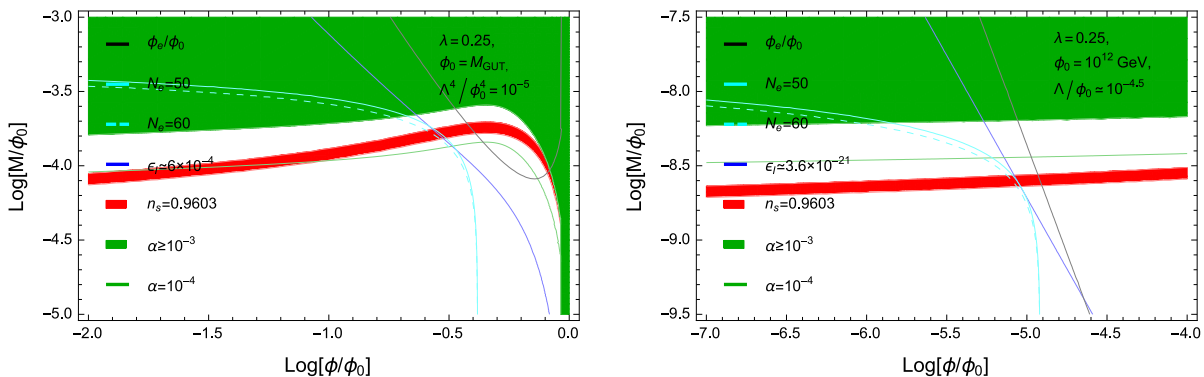 -3.0
-3.5
-4.0
-4.5
-5.0
Log[M/ϕ₀]
ϕₑ/ϕ₀
Nₑ=50
Nₑ=60
ϵ_I≃6×10⁻⁴
nₛ=0.9603
α≥10⁻³
α=10⁻⁴
λ=0.25,
ϕ₀=M_GUT,
Λ⁴/ϕ₀⁴=10⁻⁵
-2.0 -1.5 -1.0 -0.5 0.0
Log[ϕ/ϕ₀]
-7.5
-8.0
-8.5
-9.0
-9.5
Log[M/ϕ₀]
ϕₑ/ϕ₀
Nₑ=50
Nₑ=60
ϵ_I≃3.6×10⁻²¹
nₛ=0.9603
α≥10⁻³
α=10⁻⁴
λ=0.25,
ϕ₀=10¹² GeV,
Λ/ϕ₀≃10⁻⁴·⁵
-7.0 -6.5 -6.0 -5.5 -5.0 -4.5 -4.0
Log[ϕ/ϕ₀]